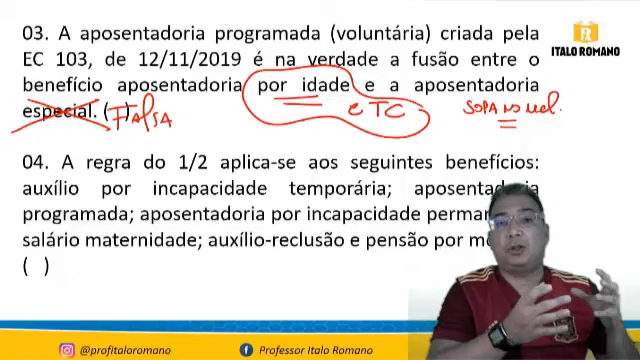 03. A aposentadoria programada (voluntária) criada pela
EC 103, de 12/11/2019 é na verdade a fusão entre o
benefício aposentadoria por idade e a aposentadoria
especial. ( ) FALSA
e TC
SOPA no mel.
04. A regra do 1/2 aplica-se aos seguintes benefícios:
auxílio por incapacidade temporária; aposentadoria
programada; aposentadoria por incapacidade
salário maternidade; auxílio-reclusão e pensão por
( )
ITALO ROMANO
@profitaloromano
Professor Italo Romano